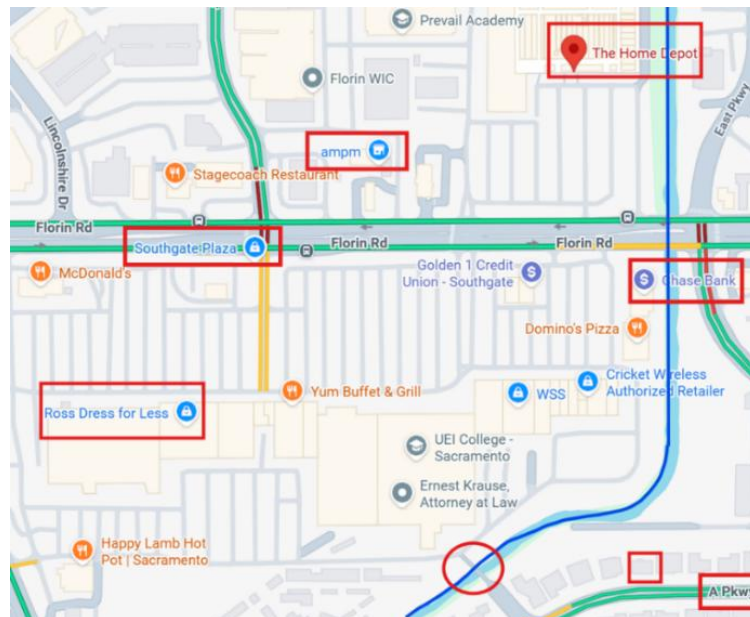 Prevail Academy
The Home Depot
Florin WIC
East Pkwy
Lincolnshire Dr
ampm
Stagecoach Restaurant
Florin Rd
Florin Rd
Southgate Plaza
Florin Rd
Florin Rd
McDonald's
Golden 1 Credit
Union - Southgate
Chase Bank
Domino's Pizza
Cricket Wireless
Authorized Retailer
Yum Buffet & Grill
WSS
Ross Dress for Less
UEI College -
Sacramento
Ernest Krause,
Attorney at Law
Happy Lamb Hot
Pot | Sacramento
A Pkwy